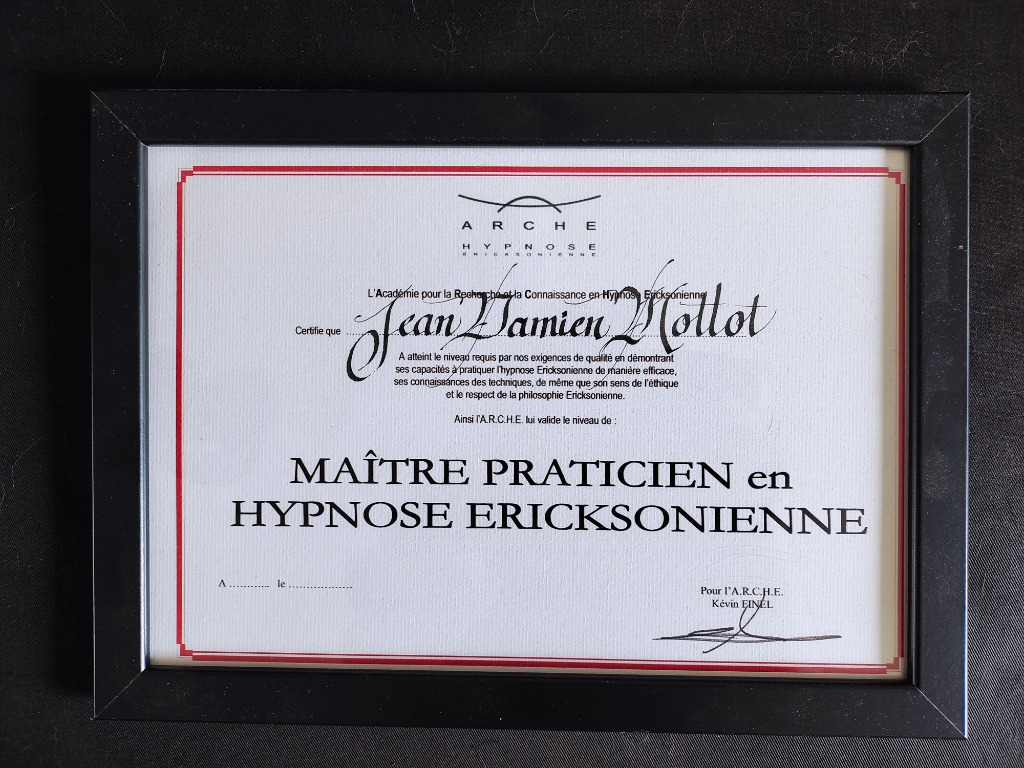 ARCHE
HYPNOSE
ERICKSONIENNE
L'Académie pour la Recherche et la Connaissance en Hypnose Ericksonienne
Certifie que .......... Jean Damien Mottot
A atteint le niveau requis par nos exigences de qualité en démontrant
ses capacités à pratiquer l'hypnose Ericksonienne de manière efficace,
ses connaissances des techniques, de même que son sens de l'éthique
et le respect de la philosophie Ericksonienne.
Ainsi l'A.R.C.H.E. lui valide le niveau de :
MAÎTRE PRATICIEN en
HYPNOSE ERICKSONIENNE
A ............ le ..................
Pour l'A.R.C.H.E.
Kévin FINEL